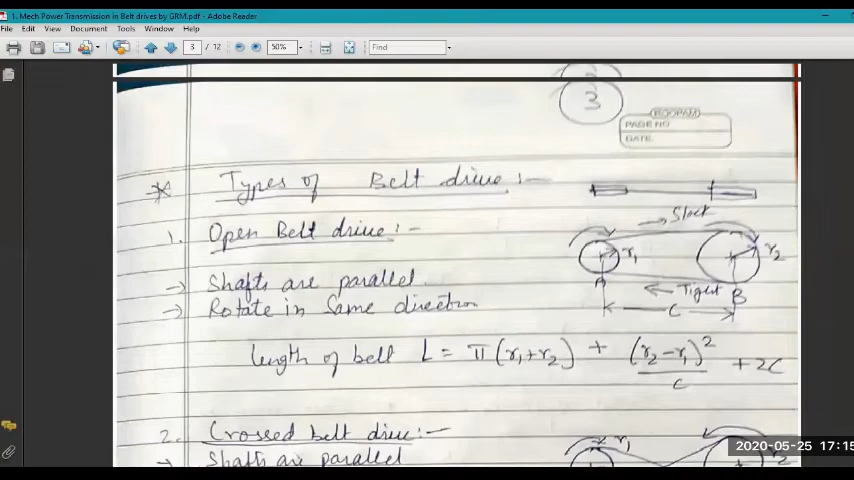 1. Mech Power Transmission in Belt drives by GRM.pdf - Adobe Reader
File Edit View Document Tools Window Help
3 / 12 50% Find
3
ROOPAM
PAGE NO
DATE
* Types of Belt drive :-
Slack
1. Open Belt drive :-
r1 r2
A B
→ Shafts are parallel.
← Tight
→ Rotate in Same direction
C
length of belt L = π(r1+r2) + (r2-r1)²/C + 2C
2. Crossed belt drive :-
r1
→ Shafts are parallel
r2
2020-05-25 17:15